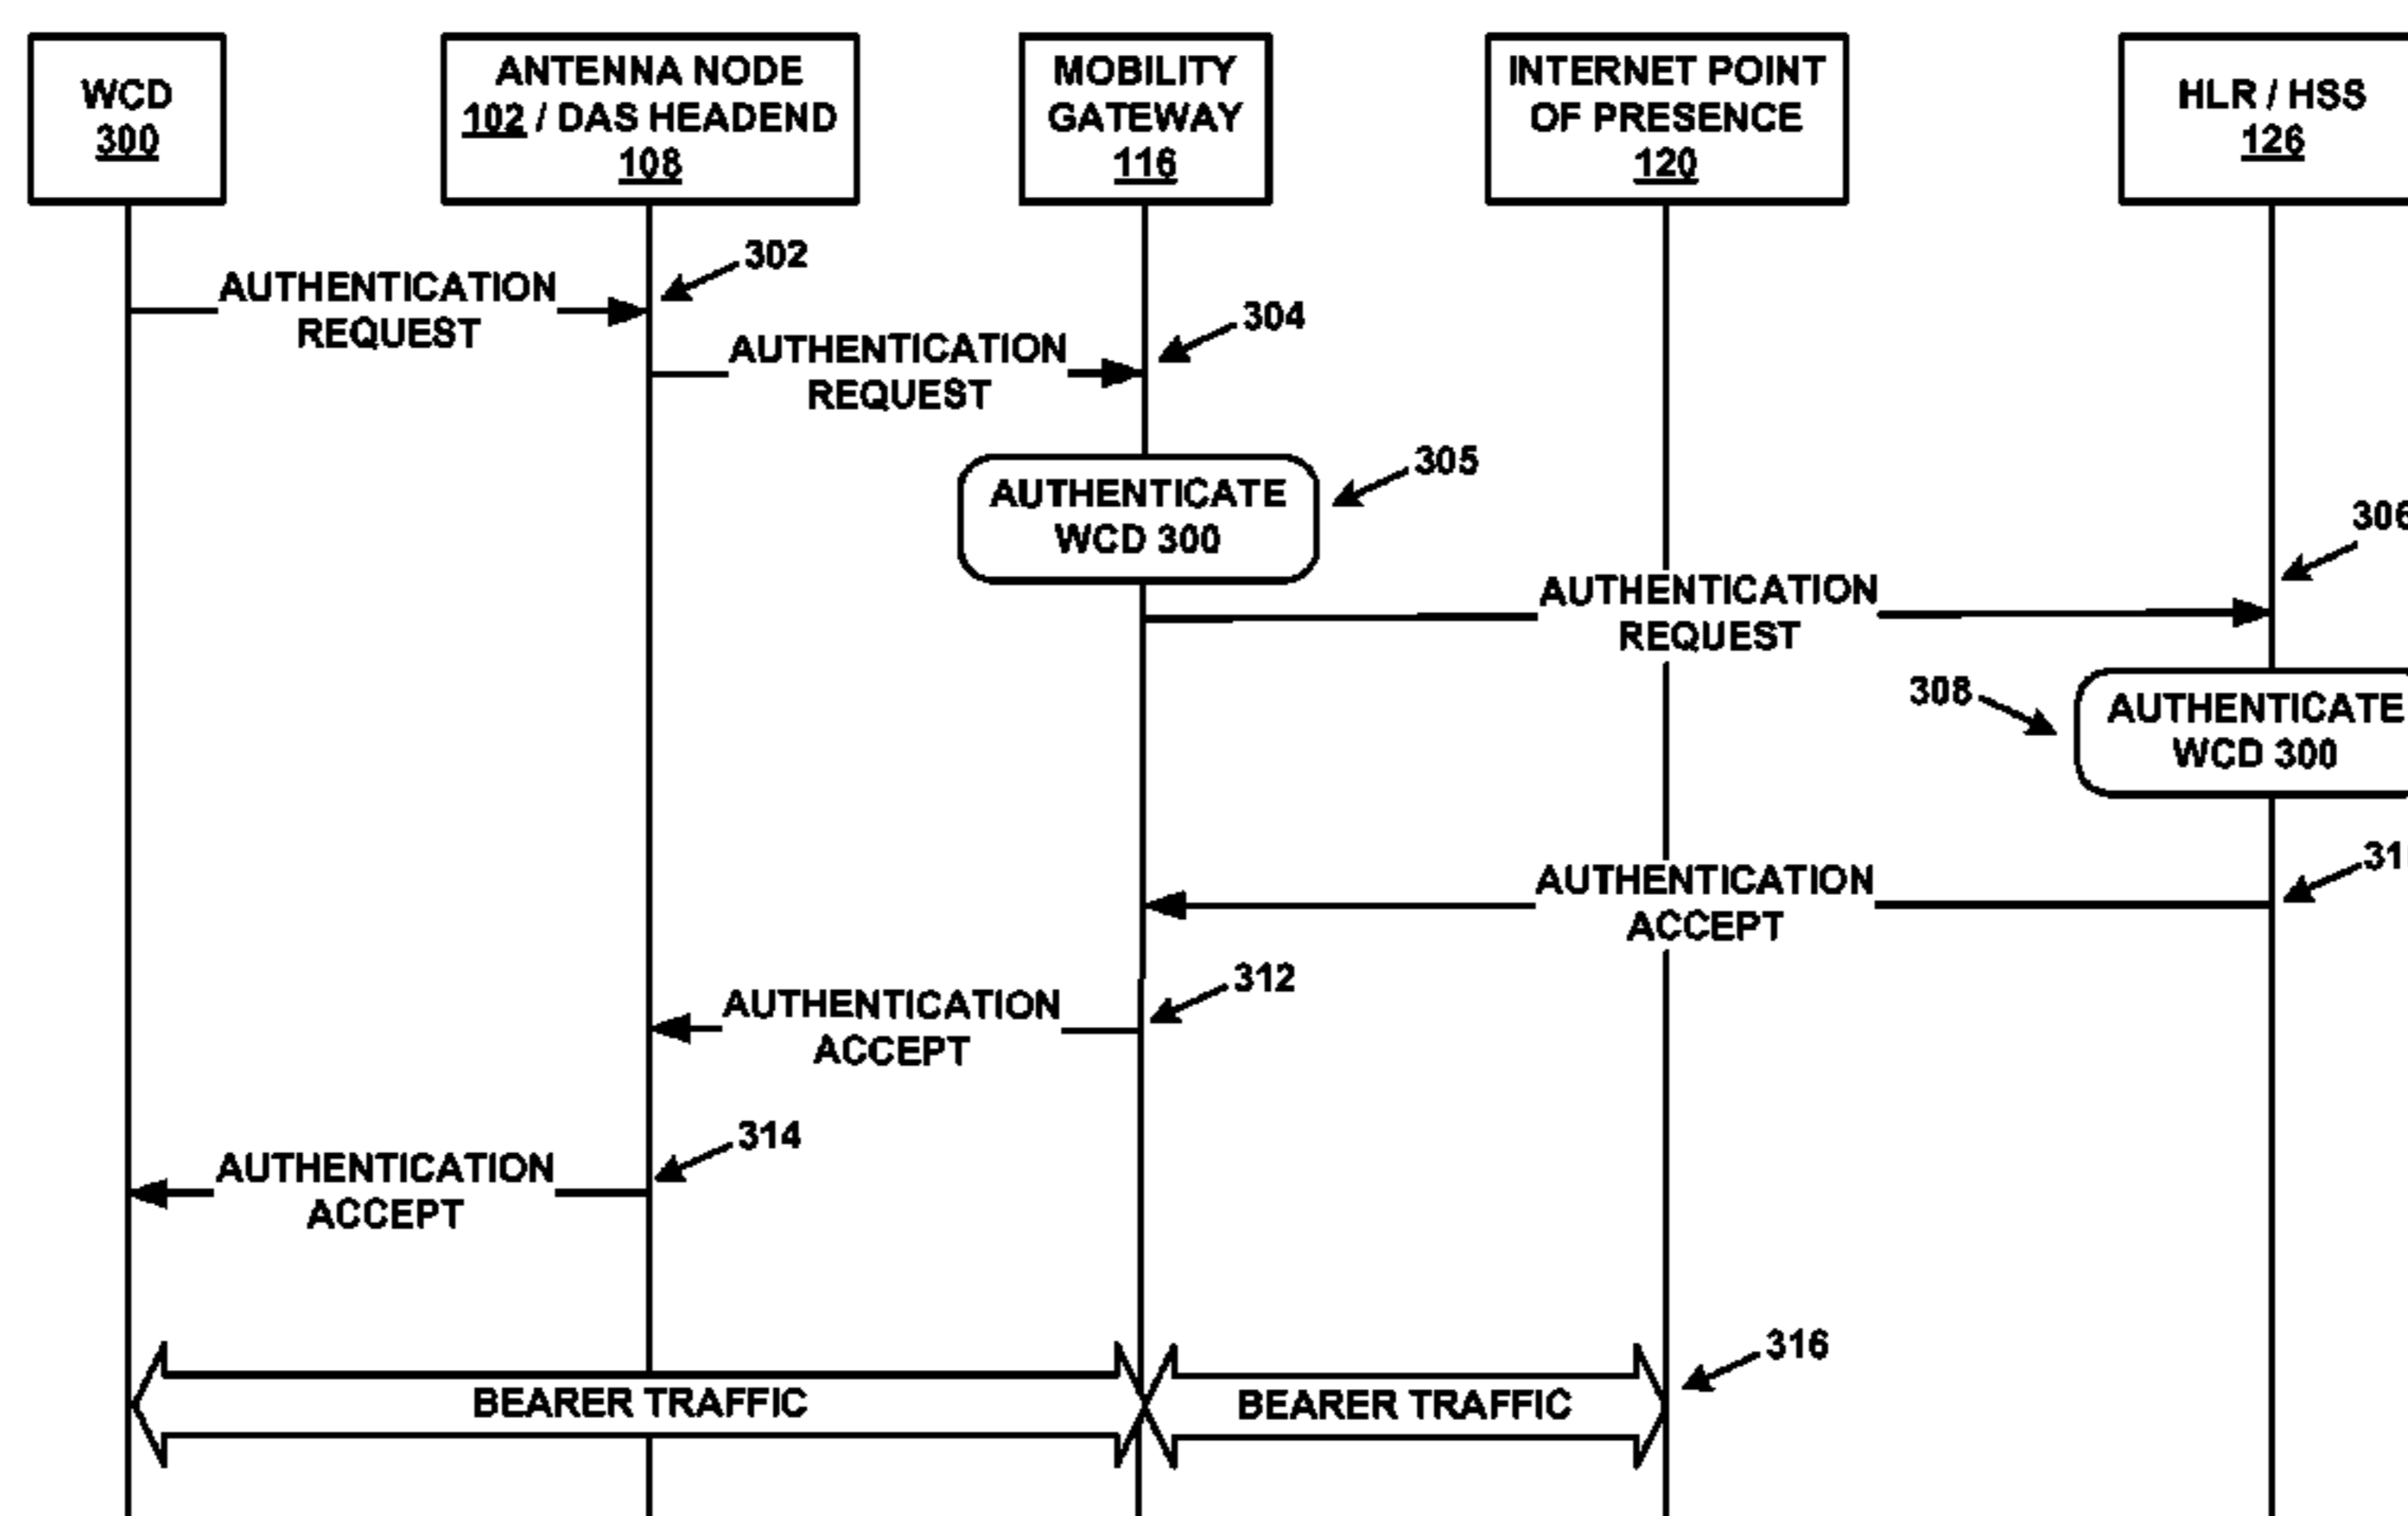 WCD
300
ANTENNA NODE
102 / DAS HEADEND
108
MOBILITY
GATEWAY
116
INTERNET POINT
OF PRESENCE
120
HLR / HSS
126
302
AUTHENTICATION
REQUEST
304
AUTHENTICATION
REQUEST
305
AUTHENTICATE
WCD 300
306
AUTHENTICATION
REQUEST
308
AUTHENTICATE
WCD 300
31
AUTHENTICATION
ACCEPT
312
AUTHENTICATION
ACCEPT
314
AUTHENTICATION
ACCEPT
316
BEARER TRAFFIC
BEARER TRAFFIC